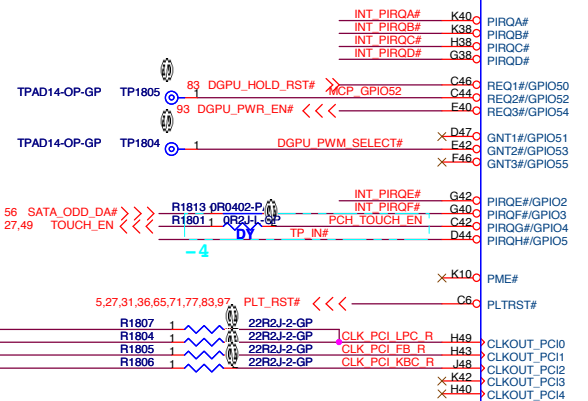 INT_PIRQA# K40 PIRQA#
INT_PIRQB# K38 PIRQB#
INT_PIRQC# H38 PIRQC#
INT_PIRQD# G38 PIRQD#
83 DGPU_HOLD_RST# C46 REQ1#/GPIO50
TPAD14-OP-GP TP1805 1 MCP_GPIO52 C44 REQ2#/GPIO52
93 DGPU_PWR_EN# E40 REQ3#/GPIO54
D47 GNT1#/GPIO51
TPAD14-OP-GP TP1804 1 DGPU_PWM_SELECT# E42 GNT2#/GPIO53
F46 GNT3#/GPIO55
INT_PIRQE# G42 PIRQE#/GPIO2
56 SATA_ODD_DA# R1813 0R0402-P INT_PIRQF# G40 PIRQF#/GPIO3
27,49 TOUCH_EN R1801 1 0R2J-L-GP PCH_TOUCH_EN C42 PIRQG#/GPIO4
DY TP_IN# D44 PIRQH#/GPIO5
-4
K10 PME#
5,27,31,36,65,71,77,83,97 PLT_RST# C6 PLTRST#
R1807 1 22R2J-2-GP
R1804 1 22R2J-2-GP CLK_PCI_LPC_R H49 CLKOUT_PCI0
R1805 1 22R2J-2-GP CLK_PCI_FB_R H43 CLKOUT_PCI1
R1806 1 22R2J-2-GP CLK_PCI_KBC_R J48 CLKOUT_PCI2
K42 CLKOUT_PCI3
H40 CLKOUT_PCI4